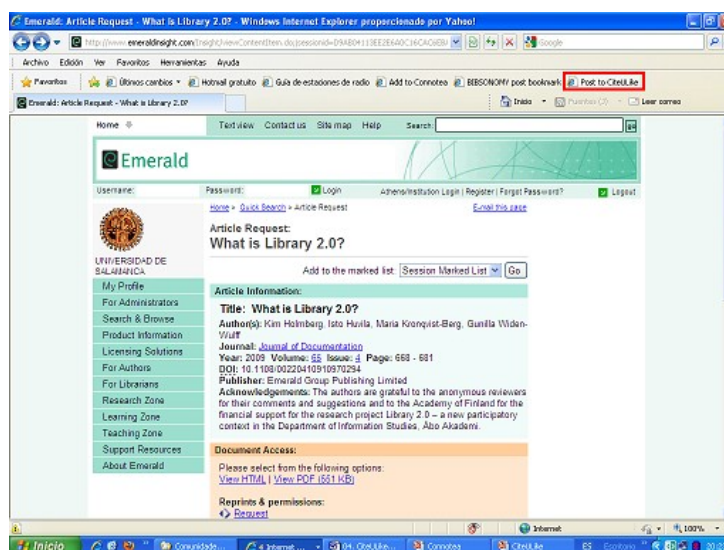 Emerald: Article Request - What is Library 2.0? - Windows Internet Explorer proporcionado por Yahoo!
Google
Archivo Edición Ver Favoritos Herramientas Ayuda
Favoritos Últimos cambios Hotmail gratuito Guía de estaciones de radio Add to Connotea BIBSONOMY post bookmark Post to CiteULike
Emerald: Article Request - What is Library 2.0? Inicio Fuentes (J) Leer correo
Home Text view Contact us Site map Help Search: go
Emerald
Username: Password: Login Athens/Institution Login | Register | Forgot Password? Logout
Home > Quick Search > Article Request E-mail this page
Article Request:
What is Library 2.0?
UNIVERSIDAD DE
SALAMANCA
Add to the marked list: Session Marked List Go
My Profile
For Administrators
Search & Browse
Product Information
Licensing Solutions
For Authors
For Librarians
Research Zone
Learning Zone
Teaching Zone
Support Resources
About Emerald
Article Information:
Title: What is Library 2.0?
Author(s): Kim Holmberg, Isto Huvila, Maria Kronqvist-Berg, Gunilla Widen-
Wulff
Journal: Journal of Documentation
Year: 2009 Volume: 65 Issue: 4 Page: 668 - 681
DOI: 10.1108/00220410910970294
Publisher: Emerald Group Publishing Limited
Acknowledgements: The authors are grateful to the anonymous reviewers
for their comments and suggestions and to the Academy of Finland for the
financial support for the research project Library 2.0 – a new participatory
context in the Department of Information Studies, Åbo Akademi.
Document Access:
Please select from the following options:
View HTML | View PDF (551 KB)
Reprints & permissions:
Request
Internet 100%
Inicio Comunidade... 4 Internet... 04. CiteULike... Connotea CiteULike ES Escritorio